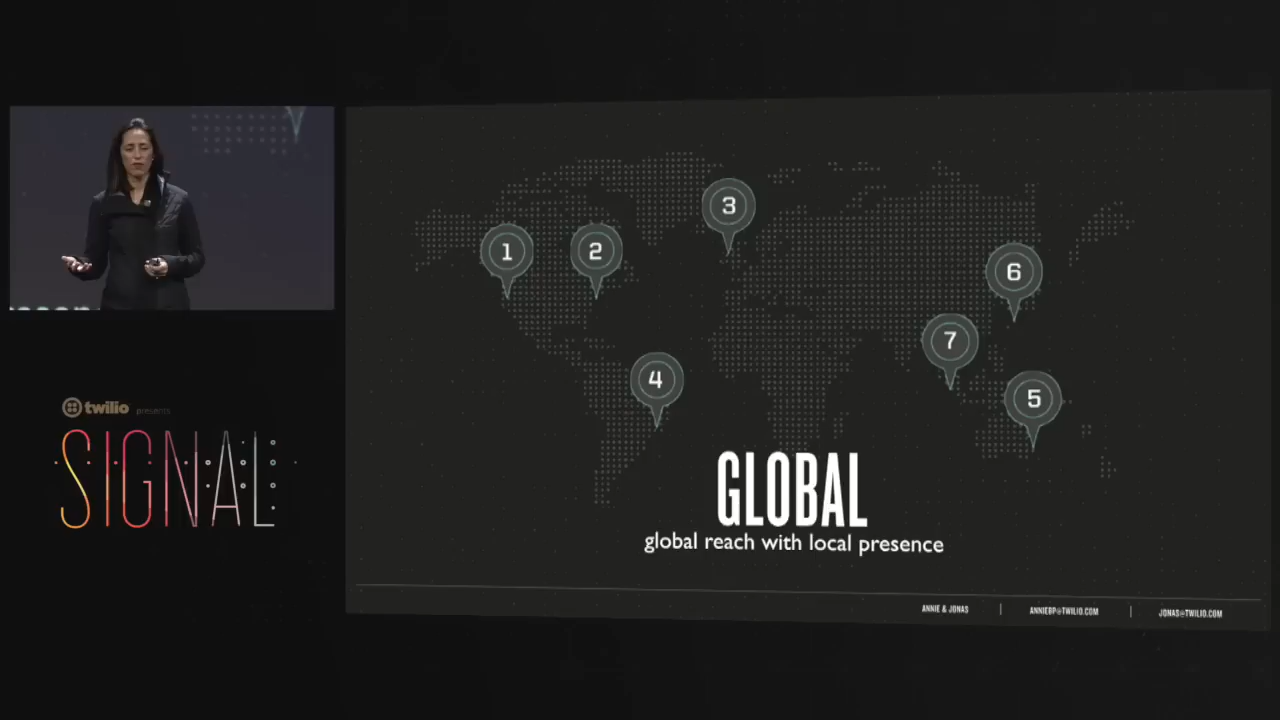 twilio presents
SIGNAL
1
2
3
4
5
6
7
GLOBAL
global reach with local presence
ANNIE & JONAS | ANNIEBP@TWILIO.COM | JONAS@TWILIO.COM